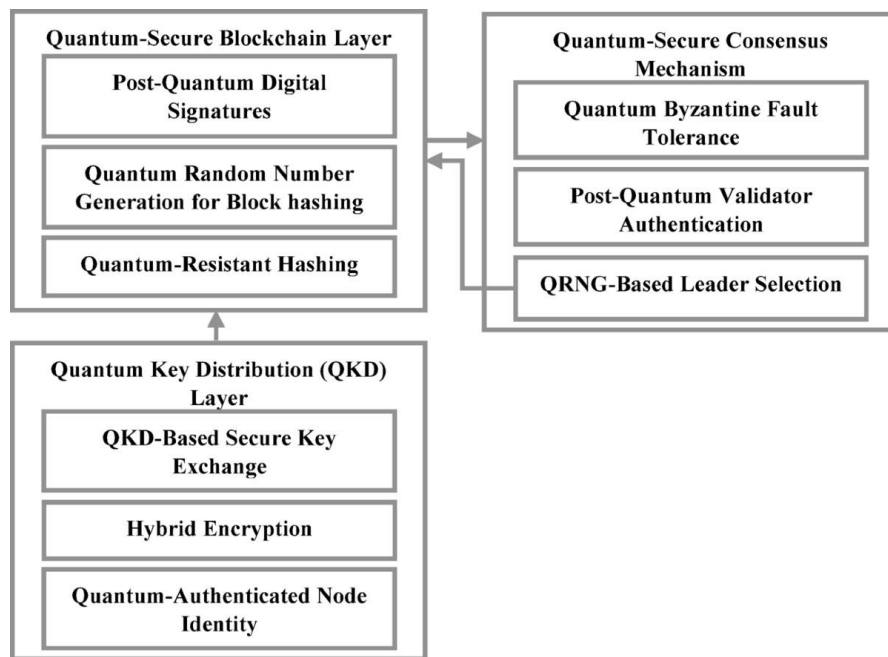 Quantum-Secure Blockchain Layer
Post-Quantum Digital
Signatures
Quantum Random Number
Generation for Block hashing
Quantum-Resistant Hashing
Quantum-Secure Consensus
Mechanism
Quantum Byzantine Fault
Tolerance
Post-Quantum Validator
Authentication
QRNG-Based Leader Selection
Quantum Key Distribution (QKD)
Layer
QKD-Based Secure Key
Exchange
Hybrid Encryption
Quantum-Authenticated Node
Identity